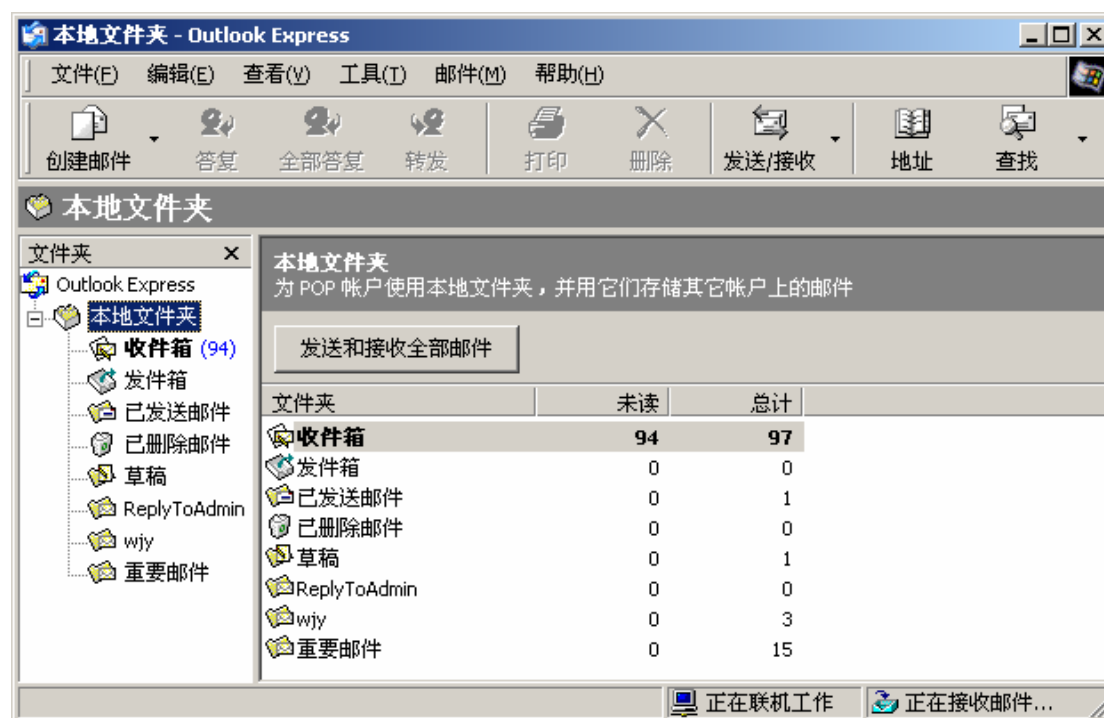 本地文件夹 - Outlook Express
文件(F) 编辑(E) 查看(V) 工具(T) 邮件(M) 帮助(H)
创建邮件 答复 全部答复 转发 打印 删除 发送/接收 地址 查找
本地文件夹
文件夹
Outlook Express
本地文件夹
收件箱 (94)
发件箱
已发送邮件
已删除邮件
草稿
ReplyToAdmin
wjy
重要邮件
本地文件夹
为 POP 帐户使用本地文件夹，并用它们存储其它帐户上的邮件
发送和接收全部邮件
文件夹 未读 总计
收件箱 94 97
发件箱 0 0
已发送邮件 0 1
已删除邮件 0 0
草稿 0 1
ReplyToAdmin 0 0
wjy 0 3
重要邮件 0 15
正在联机工作 正在接收邮件...